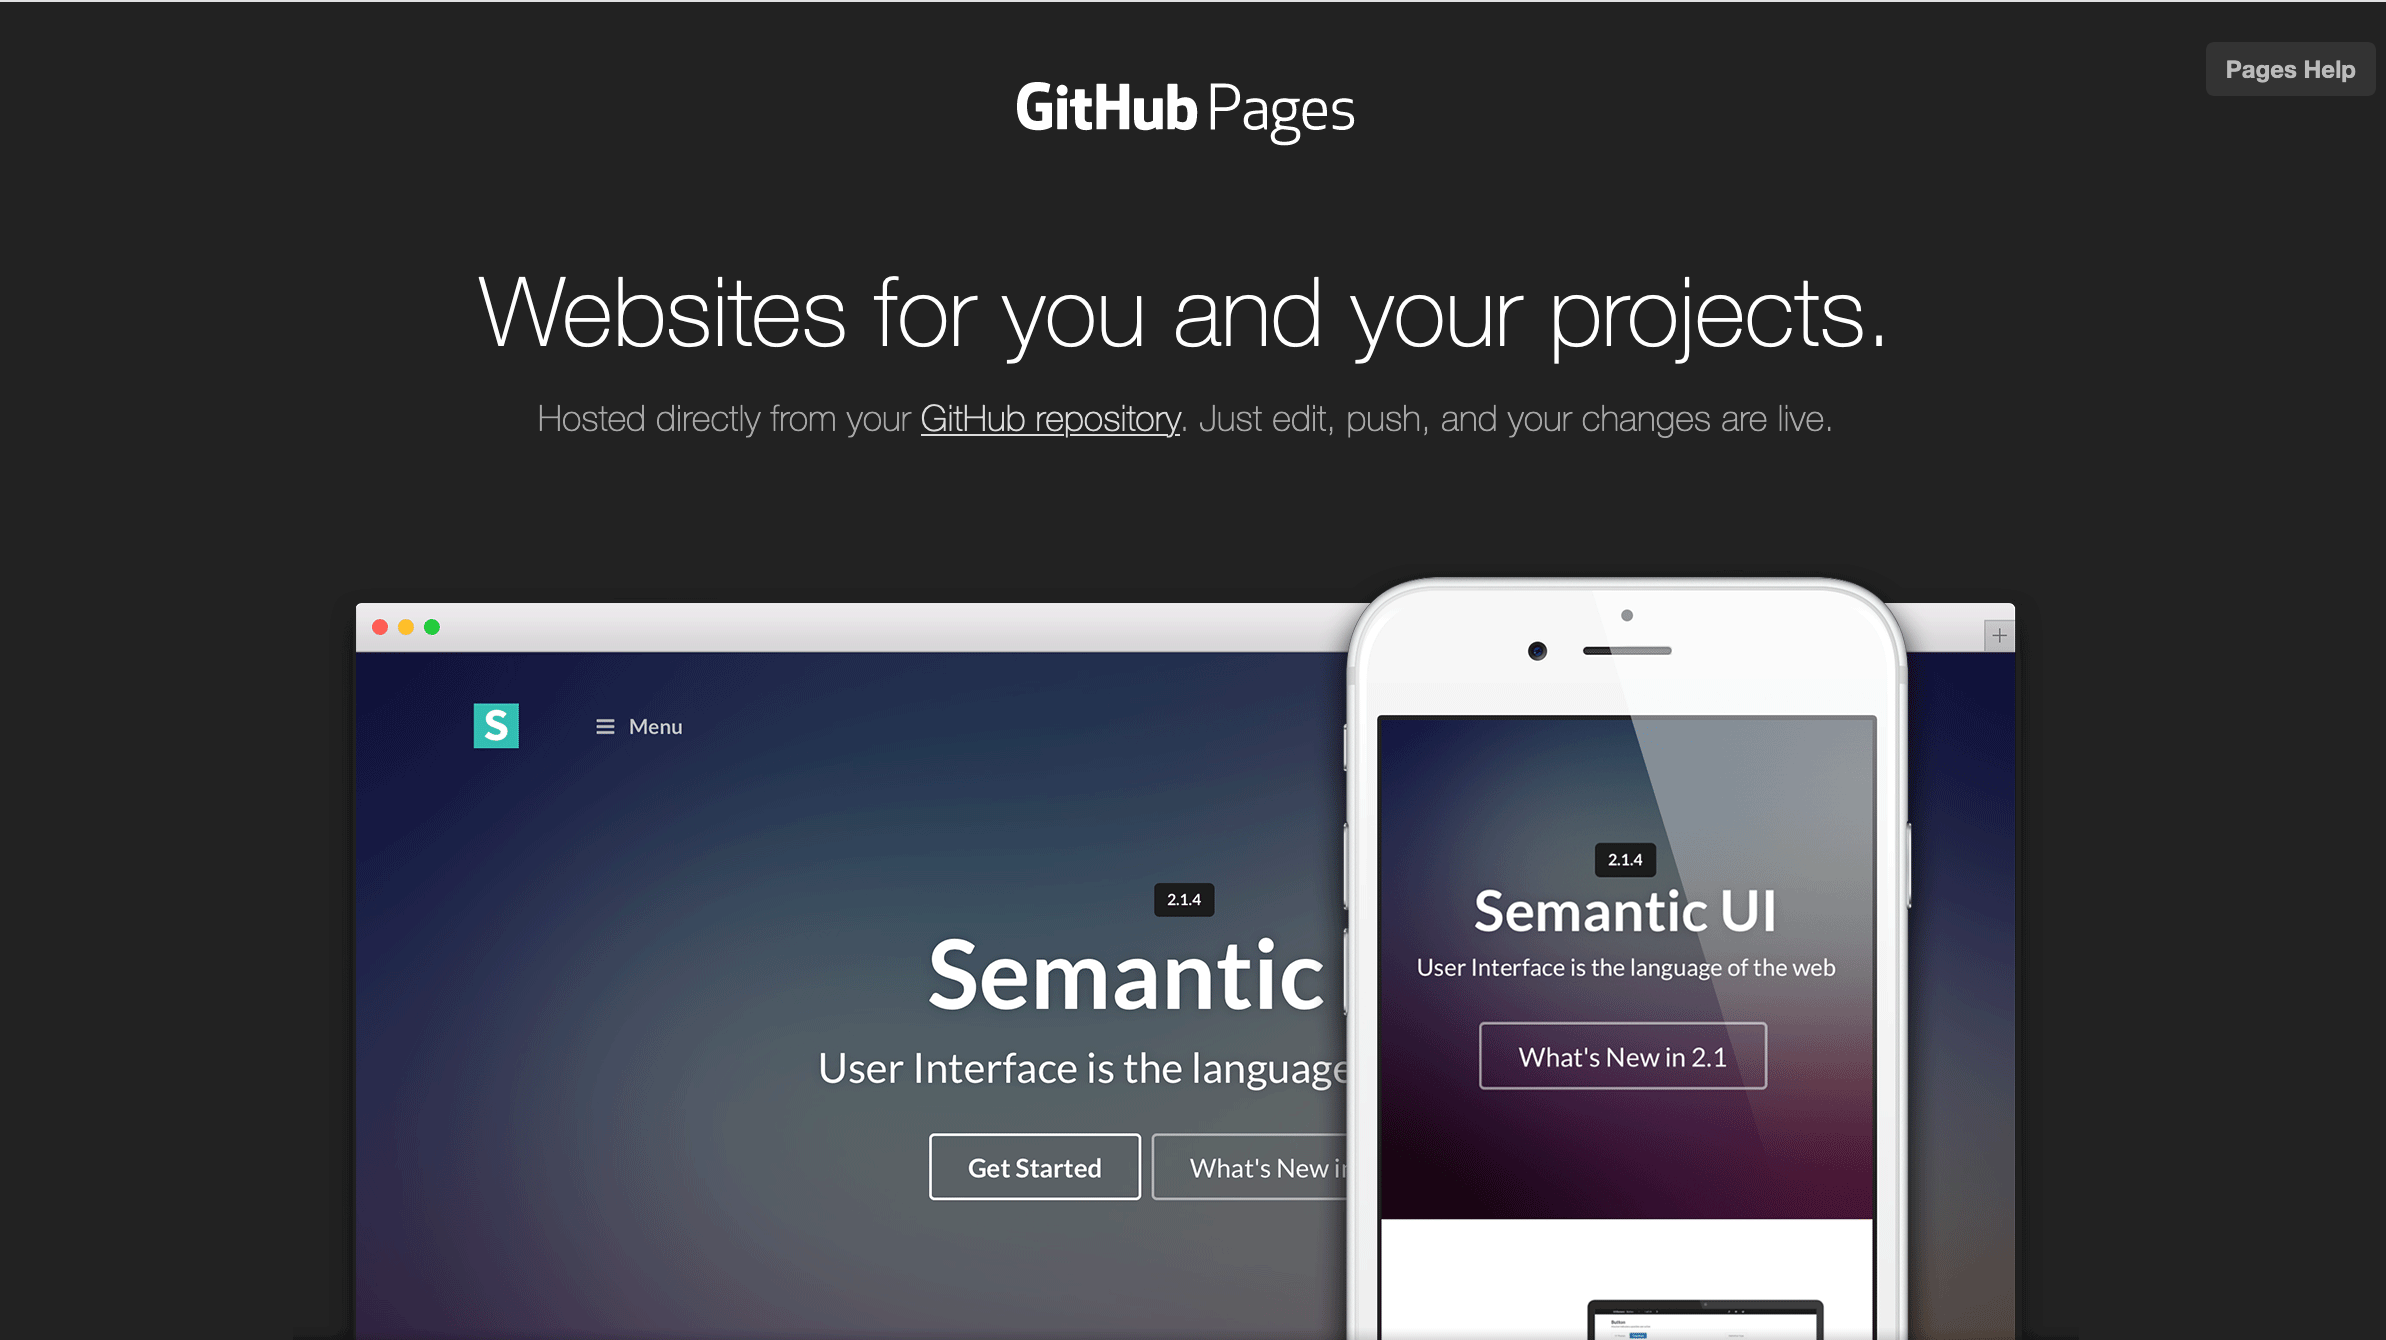 Pages Help
GitHub Pages
Websites for you and your projects.
Hosted directly from your GitHub repository. Just edit, push, and your changes are live.
S
Menu
2.1.4
Semantic
User Interface is the language
Get Started
What's New in
2.1.4
Semantic UI
User Interface is the language of the web
What's New in 2.1
Button